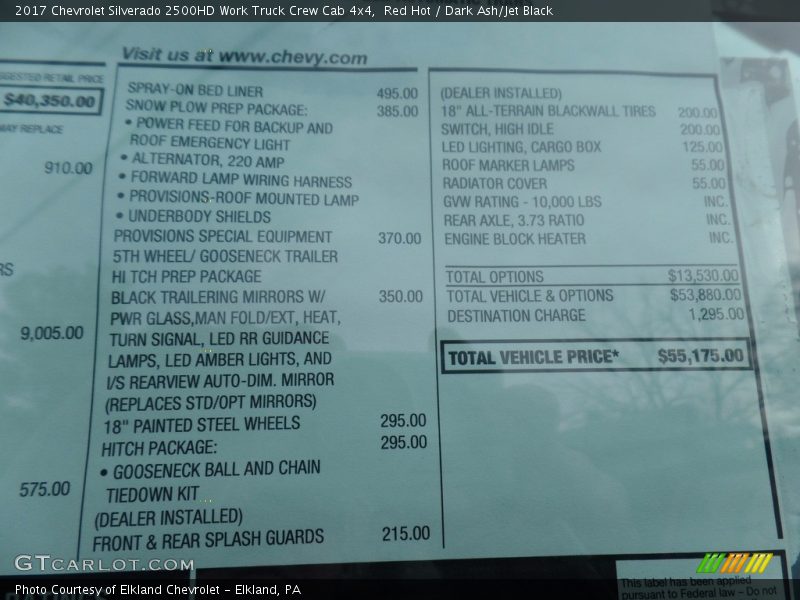 2017 Chevrolet Silverado 2500HD Work Truck Crew Cab 4x4, Red Hot / Dark Ash/Jet Black
Visit us at www.chevy.com
GESTED RETAIL PRICE
$40,350.00
MAY REPLACE
910.00
RS
9,005.00
575.00
SPRAY-ON BED LINER 495.00
SNOW PLOW PREP PACKAGE: 385.00
• POWER FEED FOR BACKUP AND
ROOF EMERGENCY LIGHT
• ALTERNATOR, 220 AMP
• FORWARD LAMP WIRING HARNESS
• PROVISIONS-ROOF MOUNTED LAMP
• UNDERBODY SHIELDS
PROVISIONS SPECIAL EQUIPMENT 370.00
5TH WHEEL/ GOOSENECK TRAILER
HI TCH PREP PACKAGE
BLACK TRAILERING MIRRORS W/ 350.00
PWR GLASS,MAN FOLD/EXT, HEAT,
TURN SIGNAL, LED RR GUIDANCE
LAMPS, LED AMBER LIGHTS, AND
I/S REARVIEW AUTO-DIM. MIRROR
(REPLACES STD/OPT MIRRORS)
18" PAINTED STEEL WHEELS 295.00
HITCH PACKAGE: 295.00
• GOOSENECK BALL AND CHAIN
TIEDOWN KIT
(DEALER INSTALLED)
FRONT & REAR SPLASH GUARDS 215.00
(DEALER INSTALLED)
18" ALL-TERRAIN BLACKWALL TIRES 200.00
SWITCH, HIGH IDLE 200.00
LED LIGHTING, CARGO BOX 125.00
ROOF MARKER LAMPS 55.00
RADIATOR COVER 55.00
GVW RATING - 10,000 LBS INC.
REAR AXLE, 3.73 RATIO INC.
ENGINE BLOCK HEATER INC.
TOTAL OPTIONS $13,530.00
TOTAL VEHICLE & OPTIONS $53,880.00
DESTINATION CHARGE 1,295.00
TOTAL VEHICLE PRICE* $55,175.00
This label has been applied
pursuant to Federal law - Do not
GTCARLOT.COM
Photo Courtesy of Elkland Chevrolet - Elkland, PA